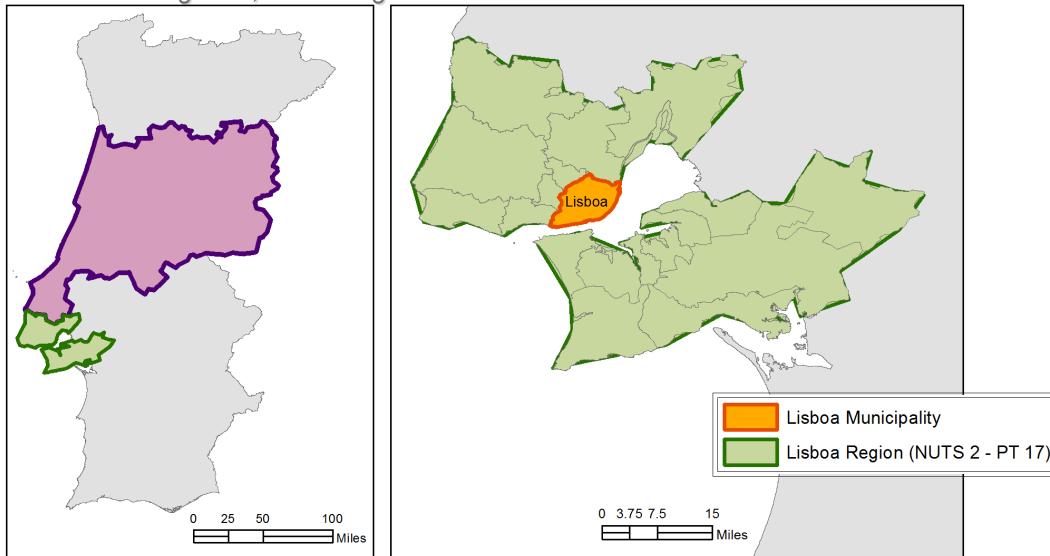 Lisboa
Lisboa Municipality
Lisboa Region (NUTS 2 - PT 17)
0 25 50 100
Miles
0 3.75 7.5 15
Miles